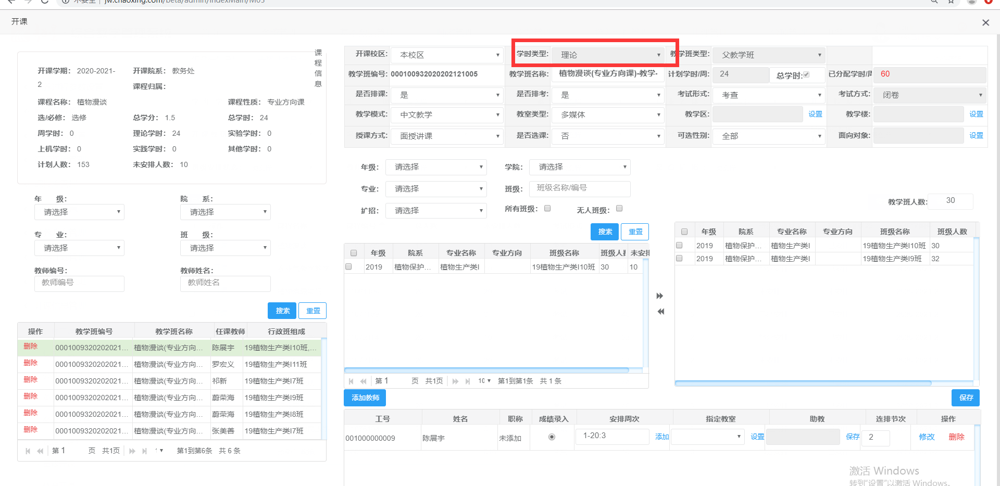 不安全 | jw.chaoxing.com/beta/admin/indexMain/M03
开课
课程信息
开课学期： 2020-2021-2
开课院系： 教务处
课程归属：
课程名称： 植物漫谈
课程性质： 专业方向课
选/必修： 选修
总学分： 1.5
总学时： 24
周学时： 0
理论学时： 24
实验学时： 0
上机学时： 0
实践学时： 0
其他学时： 0
计划人数： 153
未安排人数： 10
年 级：
院 系：
请选择
请选择
专 业：
班 级：
请选择
请选择
教师编号：
教师姓名：
教师编号
教师姓名
搜索 重置
操作 教学班编号 教学班名称 任课教师 行政班组成
删除 0001009320202021... 植物漫谈(专业方向... 陈展宇 19植物生产类I10班,...
删除 0001009320202021... 植物漫谈(专业方向... 罗宏义 19植物生产类I11班
删除 0001009320202021... 植物漫谈(专业方向... 祁新 19植物生产类I7班
删除 0001009320202021... 植物漫谈(专业方向... 蔚荣海 19植物生产类I9班
删除 0001009320202021... 植物漫谈(专业方向... 蔚荣海 19植物生产类I8班
删除 0001009320202021... 植物漫谈(专业方向... 张美善 19植物生产类I7班
第 1 页 共1页 第1到第6条 共 6 条
开课校区: 本校区 学时类型: 理论 教学班类型: 父教学班
教学班编号: 000100932020202121005 教学班名称: 植物漫谈(专业方向课)-教学- 计划学时/周: 24 总学时: 已分配学时/周 60
是否排课: 是 是否排考: 是 考试形式: 考查 考试方式: 闭卷
教学模式: 中文教学 教室类型: 多媒体 教学区: 设置 教学楼: 设置
授课方式: 面授讲课 是否选课: 否 可选性别: 全部 面向对象: 设置
年级： 请选择 学院： 请选择
专业： 请选择 班级： 班级名称/编号
扩招： 请选择 所有班级： 无人班级：
搜索 重置
教学班人数: 30
年级 院系 专业名称 专业方向 班级名称 班级人数 未安排
2019 植物保护... 植物生产类I 19植物生产类I10班 30 10
第 1 页 共1页 10 第1到第1条 共 1 条
年级 院系 专业名称 专业方向 班级名称 班级人数
2019 植物保护... 植物生产类I 19植物生产类I10班 30
2019 植物保护... 植物生产类I 19植物生产类I9班 32
添加教师
保存
工号 姓名 职称 成绩录入 安排周次 指定教室 助教 连排节次 操作
001000000009 陈展宇 未添加 1-20:3 添加 设置 保存 2 修改 删除
激活 Windows
转到"设置"以激活 Windows。